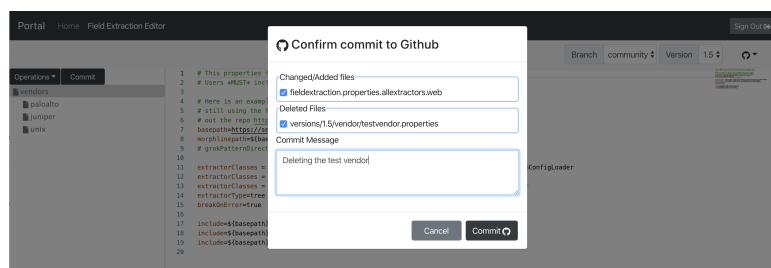 Portal Home Field Extraction Editor Sign Out
Branch community Version 1.5
Operations Commit
vendors
paloalto
juniper
unix
1 # This properties
2 # Users +MUST+ incl
3
4 # Here is an exampl
5 # still using the
6 # out the repo http
7 basepath=https://se
8 morphlinepath=${bas
9 # grokPatternDirect
10
11 extractorClasses = nConfigLoader
12 extractorClasses =
13 extractorClasses =
14 extractorType=tree
15 breakOnError=true
16
17 include=${basepath}
18 include=${basepath}
19 include=${basepath}
20
Confirm commit to Github
Changed/Added files
fieldextraction.properties.allextractors.web
Deleted Files
versions/1.5/vendor/testvendor.properties
Commit Message
Deleting the test vendor
Cancel Commit